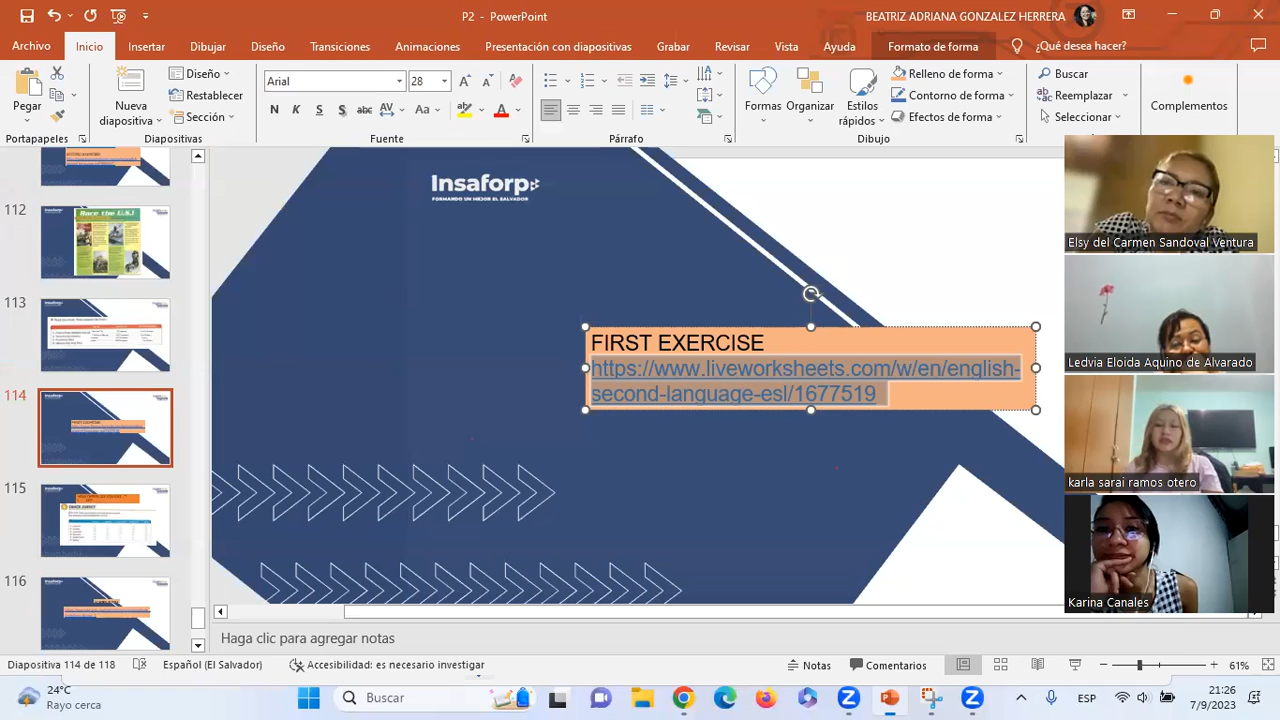 P2 - PowerPoint
BEATRIZ ADRIANA GONZALEZ HERRERA
Archivo Inicio Insertar Dibujar Diseño Transiciones Animaciones Presentación con diapositivas Grabar Revisar Vista Ayuda Formato de forma ¿Qué desea hacer?
Pegar
Portapapeles
Nueva
diapositiva
Diseño
Restablecer
Sección
Diapositivas
Arial 28
N K S S abc AV Aa A
Fuente
Párrafo
Formas Organizar Estilos
rápidos
Relleno de forma
Contorno de forma
Efectos de forma
Dibujo
Buscar
Reemplazar
Seleccionar
Complementos
112
Race the U.S!
113
114
115
116
Insaforp
FORMANDO UN MEJOR EL SALVADOR
FIRST EXERCISE
https://www.liveworksheets.com/w/en/english-
second-language-esl/1677519
Elsy del Carmen Sandoval Ventura
Ledvia Eloida Aquino de Alvarado
karla sarai ramos otero
Karina Canales
Haga clic para agregar notas
Diapositiva 114 de 118 Español (El Salvador) Accesibilidad: es necesario investigar Notas Comentarios 61%
24°C
Rayo cerca
Buscar
ESP
21:26
7/9/2023